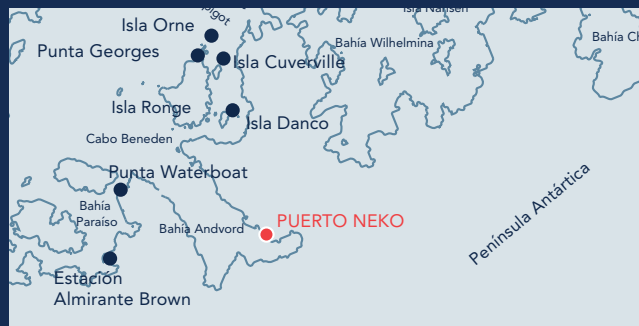 Isla Orne
Punta Georges
Isla Cuverville
Bahía Wilhelmina
Isla Ronge
Isla Danco
Cabo Beneden
Punta Waterboat
Bahía
Paraíso
Bahía Andvord
PUERTO NEKO
Península Antártica
Estación
Almirante Brown